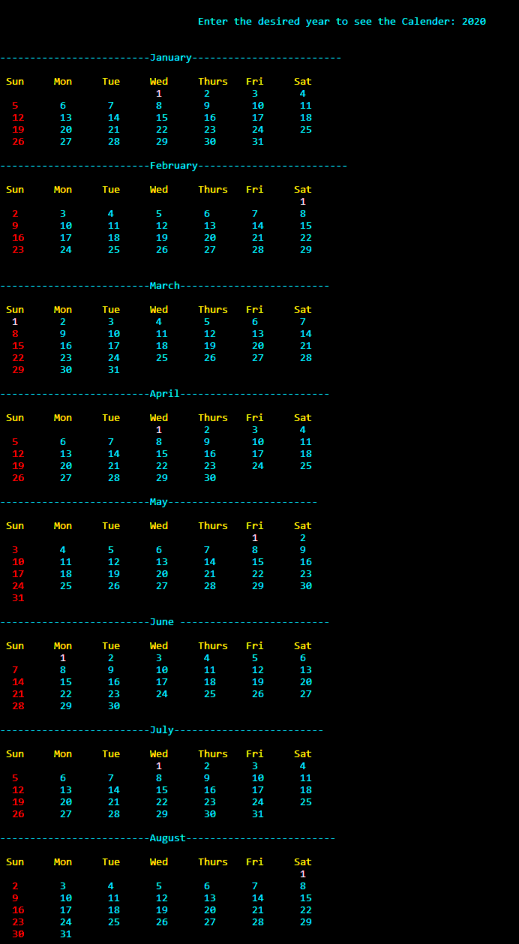 Enter the desired year to see the Calender: 2020
-------------------------January-------------------------
Sun Mon Tue Wed Thurs Fri Sat
1 2 3 4
5 6 7 8 9 10 11
12 13 14 15 16 17 18
19 20 21 22 23 24 25
26 27 28 29 30 31
-------------------------February-------------------------
Sun Mon Tue Wed Thurs Fri Sat
1
2 3 4 5 6 7 8
9 10 11 12 13 14 15
16 17 18 19 20 21 22
23 24 25 26 27 28 29
-------------------------March-------------------------
Sun Mon Tue Wed Thurs Fri Sat
1 2 3 4 5 6 7
8 9 10 11 12 13 14
15 16 17 18 19 20 21
22 23 24 25 26 27 28
29 30 31
-------------------------April-------------------------
Sun Mon Tue Wed Thurs Fri Sat
1 2 3 4
5 6 7 8 9 10 11
12 13 14 15 16 17 18
19 20 21 22 23 24 25
26 27 28 29 30
-------------------------May-------------------------
Sun Mon Tue Wed Thurs Fri Sat
1 2
3 4 5 6 7 8 9
10 11 12 13 14 15 16
17 18 19 20 21 22 23
24 25 26 27 28 29 30
31
-------------------------June -------------------------
Sun Mon Tue Wed Thurs Fri Sat
1 2 3 4 5 6
7 8 9 10 11 12 13
14 15 16 17 18 19 20
21 22 23 24 25 26 27
28 29 30
-------------------------July-------------------------
Sun Mon Tue Wed Thurs Fri Sat
1 2 3 4
5 6 7 8 9 10 11
12 13 14 15 16 17 18
19 20 21 22 23 24 25
26 27 28 29 30 31
-------------------------August-------------------------
Sun Mon Tue Wed Thurs Fri Sat
1
2 3 4 5 6 7 8
9 10 11 12 13 14 15
16 17 18 19 20 21 22
23 24 25 26 27 28 29
30 31